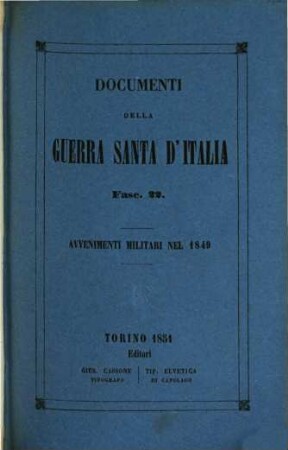 DOCUMENTI
DELLA
GUERRA SANTA D'ITALIA
Fasc. 22.
AVVENIMENTI MILITARI NEL 1849
TORINO 1851
Editori
GIUS. CASSONE
TIPOGRAFO
TIP. ELVETICA
DI CAPOLAGO